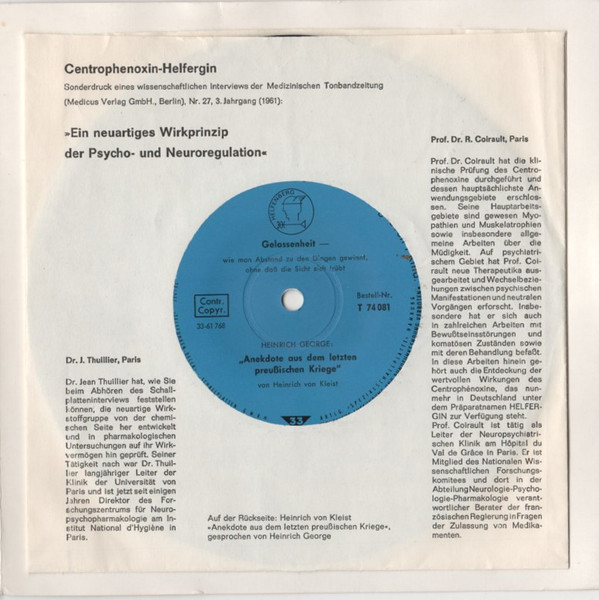 Centrophenoxin-Helfergin
Sonderdruck eines wissenschaftlichen Interviews der Medizinischen Tonbandzeitung
(Medicus Verlag GmbH., Berlin), Nr. 27, 3. Jahrgang (1961):
»Ein neuartiges Wirkprinzip
der Psycho- und Neuroregulation«
HELFENBERG
Gelassenheit —
wie man Abstand zu den Dingen gewinnt,
ohne daß die Sicht sich trübt
Contr.
Copyr.
33-61 768
Bestell-Nr.
T 74 081
HEINRICH GEORGE:
„Anekdote aus dem letzten
preußischen Kriege"
von Heinrich von Kleist
33
Dr. J. Thuillier, Paris
Dr. Jean Thuillier hat, wie Sie
beim Abhören des Schall-
platteninterviews feststellen
können, die neuartige Wirk-
stoffgruppe von der chemi-
schen Seite her entwickelt
und in pharmakologischen
Untersuchungen auf ihr Wirk-
vermögen hin geprüft. Seiner
Tätigkeit nach war Dr. Thuil-
lier langjähriger Leiter der
Klinik der Universität von
Paris und ist jetzt seit einigen
Jahren Direktor des For-
schungszentrums für Neuro-
psychopharmakologie am In-
stitut National d'Hygiène in
Paris.
Auf der Rückseite: Heinrich von Kleist
»Anekdote aus dem letzten preußischen Kriege«,
gesprochen von Heinrich George
Prof. Dr. R. Coirault, Paris
Prof. Dr. Coirault hat die kli-
nische Prüfung des Centro-
phenoxine durchgeführt und
dessen hauptsächlichste An-
wendungsgebiete erschlos-
sen. Seine Hauptarbeits-
gebiete sind gewesen Myo-
pathien und Muskelatrophien
sowie insbesondere allge-
meine Arbeiten über die
Müdigkeit. Auf psychiatri-
schem Gebiet hat Prof. Coi-
rault neue Therapeutika aus-
gearbeitet und Wechselbezie-
hungen zwischen psychischen
Manifestationen und neutralen
Vorgängen erforscht. Insbe-
sondere hat er sich auch
in zahlreichen Arbeiten mit
Bewußtseinsstörungen und
komatösen Zuständen sowie
mit deren Behandlung befaßt.
In diese Arbeiten hinein ge-
hört auch die Entdeckung der
wertvollen Wirkungen des
Centrophénoxine, das nun-
mehr in Deutschland unter
dem Präparatnamen HELFER-
GIN zur Verfügung steht.
Prof. Coirault ist tätig als
Leiter der Neuropsychiatri-
schen Klinik am Hôpital du
Val de Grâce in Paris. Er ist
Mitglied des Nationalen Wis-
senschaftlichen Forschungs-
komitees und dort in der
Abteilung Neurologie-Psycho-
logie-Pharmakologie verant-
wortlicher Berater der fran-
zösischen Regierung in Fragen
der Zulassung von Medika-
menten.